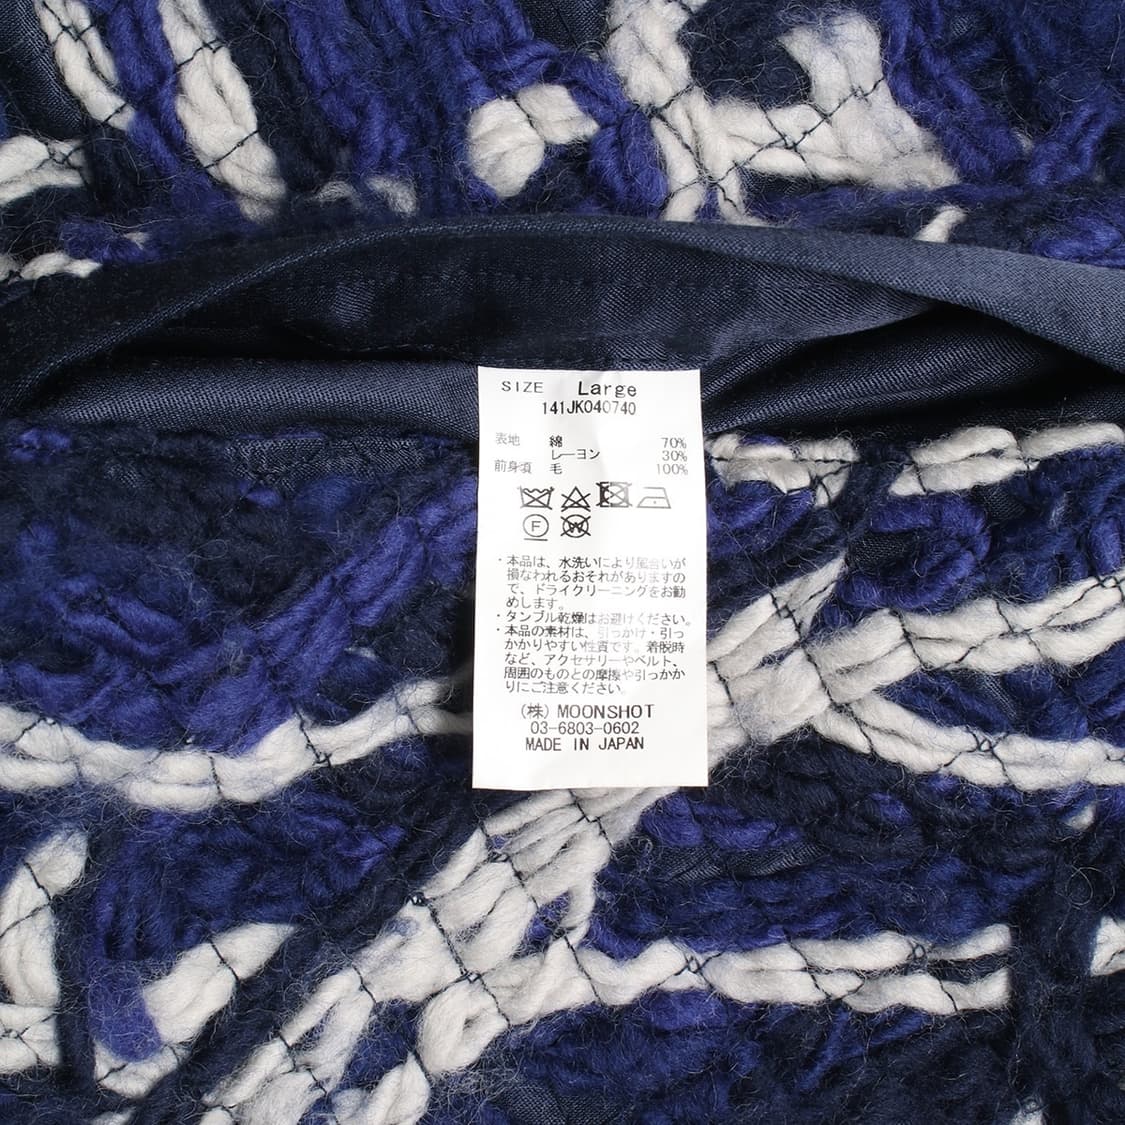 SIZE Large
141JK040740
表地 綿 70%
レーヨン 30%
前身頃 毛 100%
F W
・本品は、水洗いにより風合いが
損なわれるおそれがありますの
で、ドライクリーニングをお勧
めします。
・タンブル乾燥はお避けください。
・本品の素材は、引っかけ・引っ
かかりやすい性質です。着脱時
など、アクセサリーやベルト、
周囲のものとの摩擦や引っかか
りにご注意ください。
(株) MOONSHOT
03-6803-0602
MADE IN JAPAN